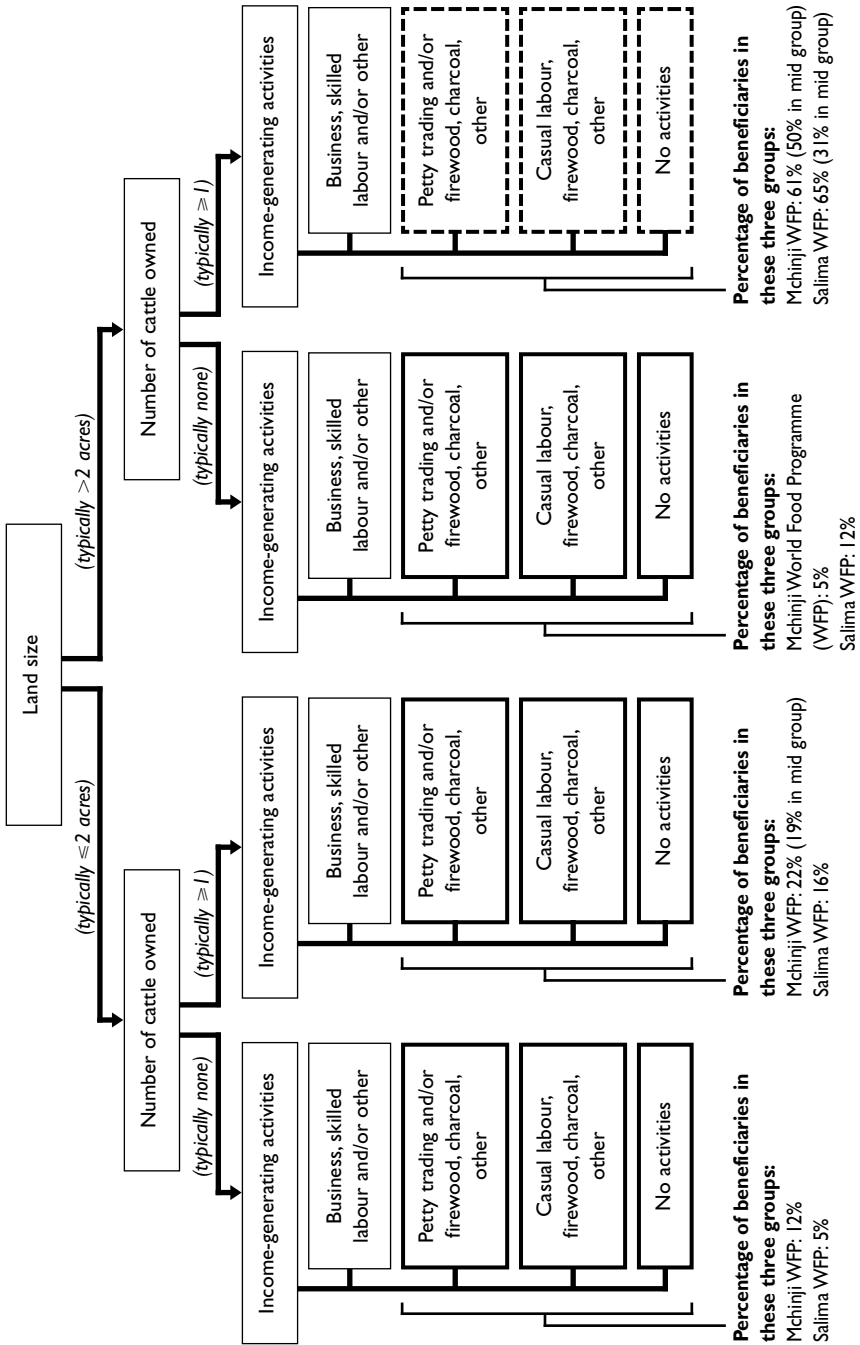 Land size
(typically ⩽2 acres)
(typically >2 acres)
Number of cattle owned
Number of cattle owned
(typically none)
(typically ⩾1)
(typically none)
(typically ⩾1)
Income-generating activities
Income-generating activities
Income-generating activities
Income-generating activities
Business, skilled
labour and/or other
Business, skilled
labour and/or other
Business, skilled
labour and/or other
Business, skilled
labour and/or other
Petty trading and/or
firewood, charcoal,
other
Petty trading and/or
firewood, charcoal,
other
Petty trading and/or
firewood, charcoal,
other
Petty trading and/or
firewood, charcoal,
other
Casual labour,
firewood, charcoal,
other
Casual labour,
firewood, charcoal,
other
Casual labour,
firewood, charcoal,
other
Casual labour,
firewood, charcoal,
other
No activities
No activities
No activities
No activities
Percentage of beneficiaries in
these three groups:
Mchinji WFP: 12%
Salima WFP: 5%
Percentage of beneficiaries in
these three groups:
Mchinji WFP: 22% (19% in mid group)
Salima WFP: 16%
Percentage of beneficiaries in
these three groups:
Mchinji World Food Programme
(WFP): 5%
Salima WFP: 12%
Percentage of beneficiaries in
these three groups:
Mchinji WFP: 61% (50% in mid group)
Salima WFP: 65% (31% in mid group)